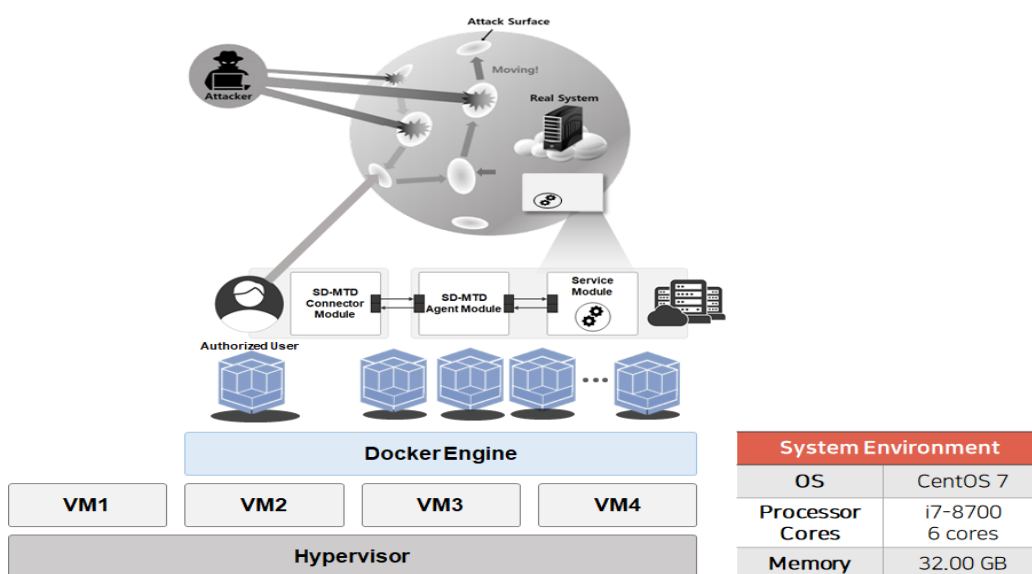 Attack Surface
Moving!
Attacker
Real System
SD-MTD
Connector
Module
SD-MTD
Agent Module
Service
Module
Authorized User
Docker Engine
VM1
VM2
VM3
VM4
Hypervisor
System Environment
OS
CentOS 7
Processor
Cores
i7-8700
6 cores
Memory
32.00 GB